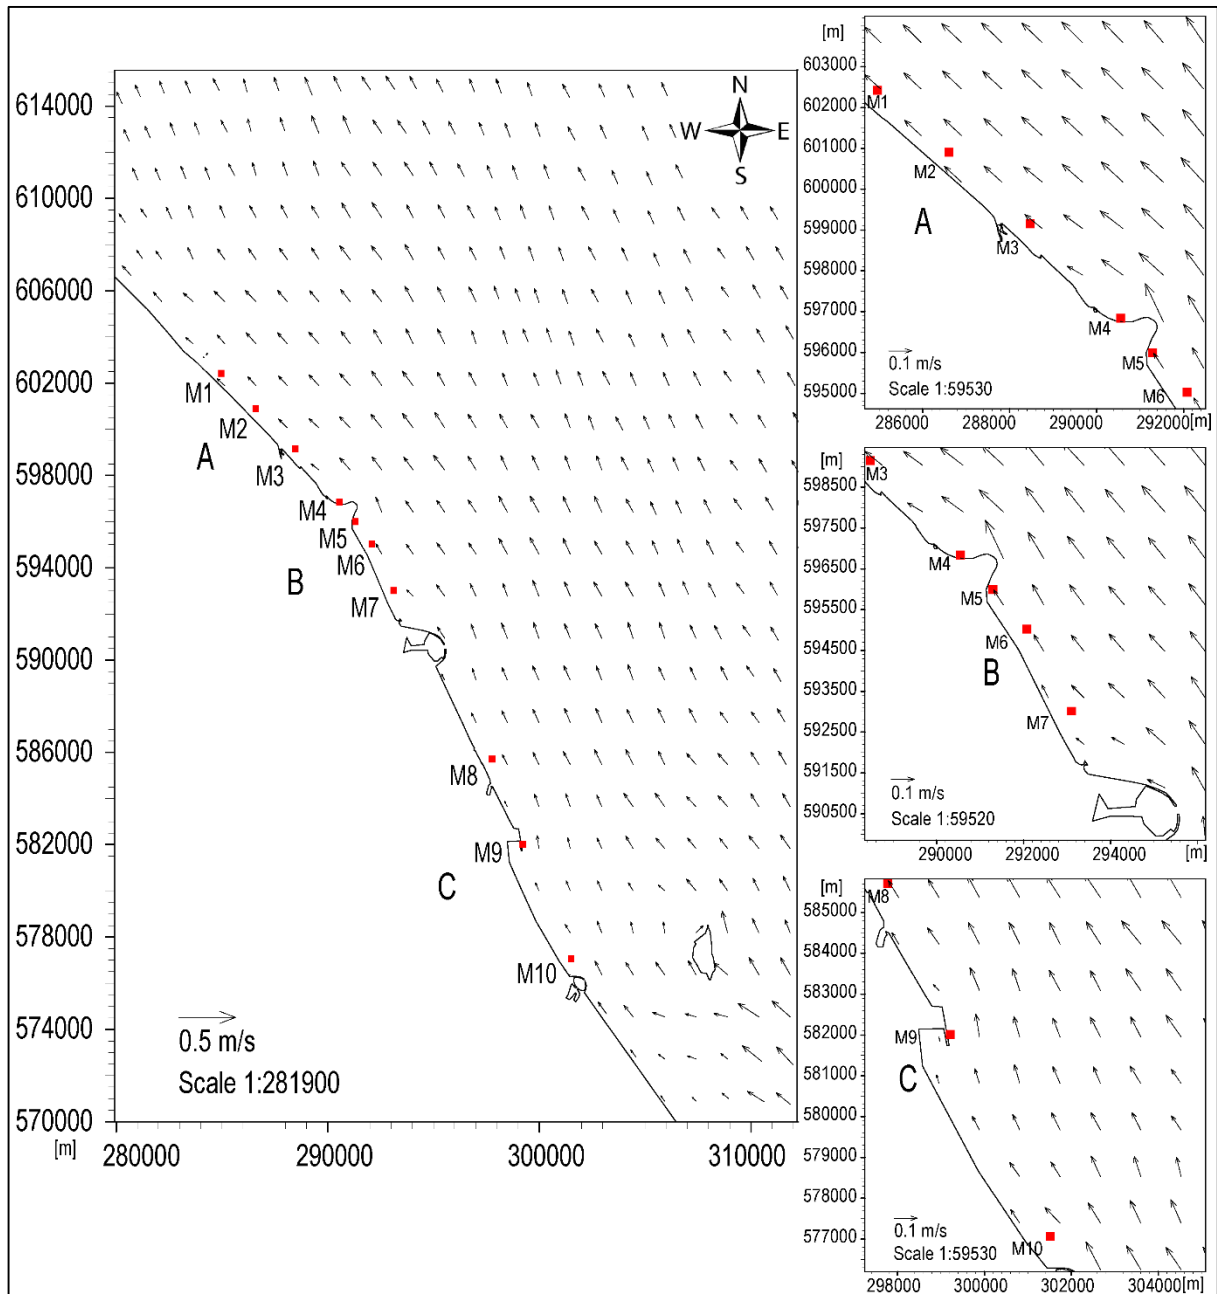 614000
610000
606000
602000
598000
594000
590000
586000
582000
578000
574000
570000
[m]
280000
290000
300000
310000
N
W
E
S
M1
M2
A
M3
M4
M5
M6
B
M7
M8
M9
C
M10
0.5 m/s
Scale 1:281900
[m]
603000
602000
601000
600000
599000
598000
597000
596000
595000
M1
M2
A
M3
M4
M5
M6
0.1 m/s
Scale 1:59530
286000
288000
290000
292000
[m]
[m]
598500
597500
596500
595500
594500
593500
592500
591500
590500
M3
M4
M5
M6
B
M7
0.1 m/s
Scale 1:59520
290000
292000
294000
[m]
[m]
585000
584000
583000
582000
581000
580000
579000
578000
577000
M8
M9
C
M10
0.1 m/s
Scale 1:59530
298000
300000
302000
304000
[m]